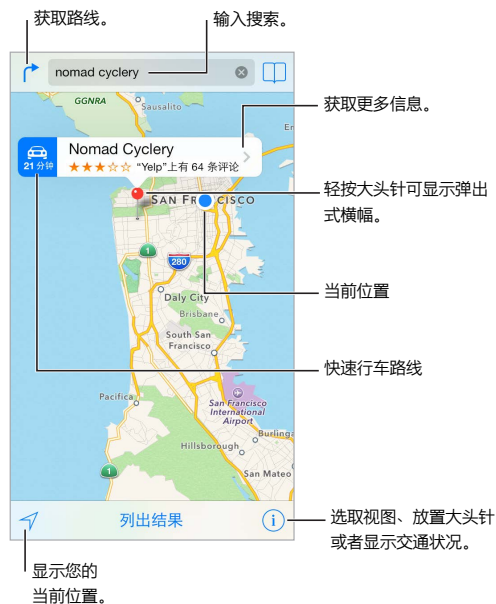 获取路线。
输入搜索。
nomad cyclery
GGNRA
Sausalito
获取更多信息。
Nomad Cyclery
21 分钟
★★★☆☆ “Yelp”上有 64 条评论
轻按大头针可显示弹出
式横幅。
SAN FR CISCO
1
280
当前位置
Daly City
Brisbane
South San
Francisco
快速行车路线
Pacifica
San Francisco
International
Airport
Burlinga
Hillsborough
1
San Mateo
列出结果
选取视图、放置大头针
或者显示交通状况。
显示您的
当前位置。